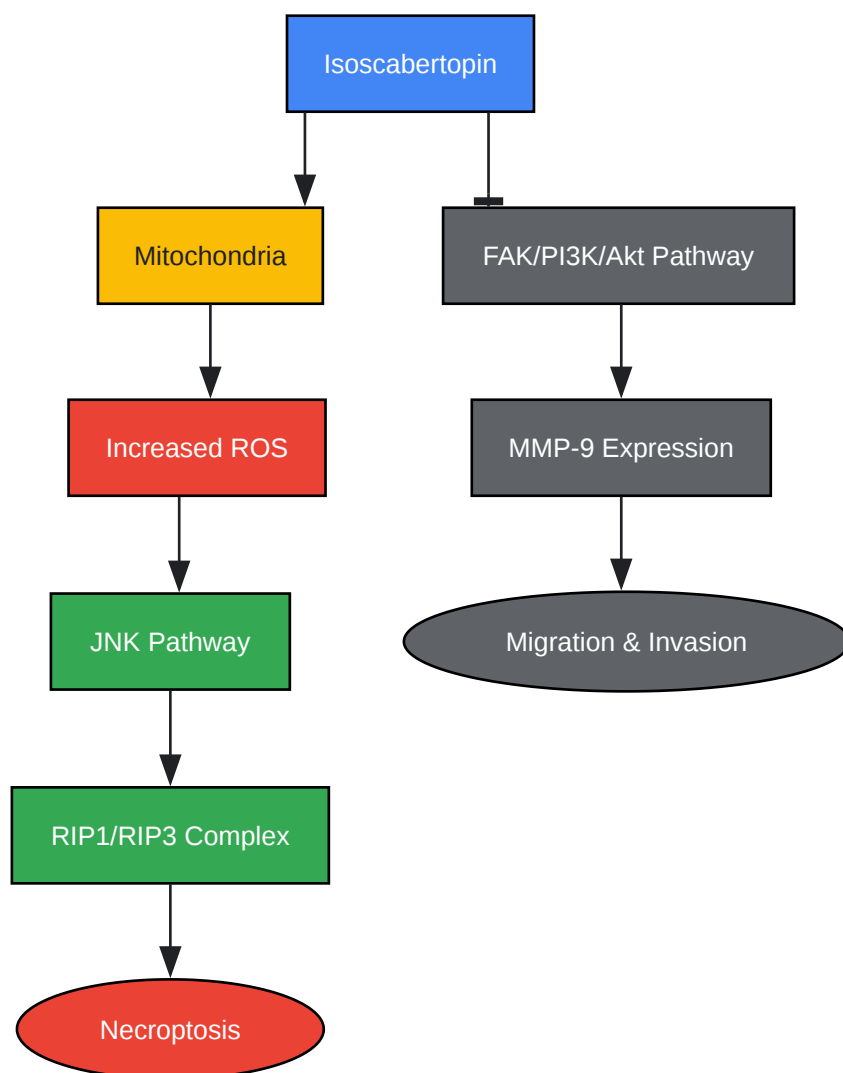 Isoscabertopin
Mitochondria
FAK/PI3K/Akt Pathway
Increased ROS
MMP-9 Expression
JNK Pathway
Migration & Invasion
RIP1/RIP3 Complex
Necroptosis